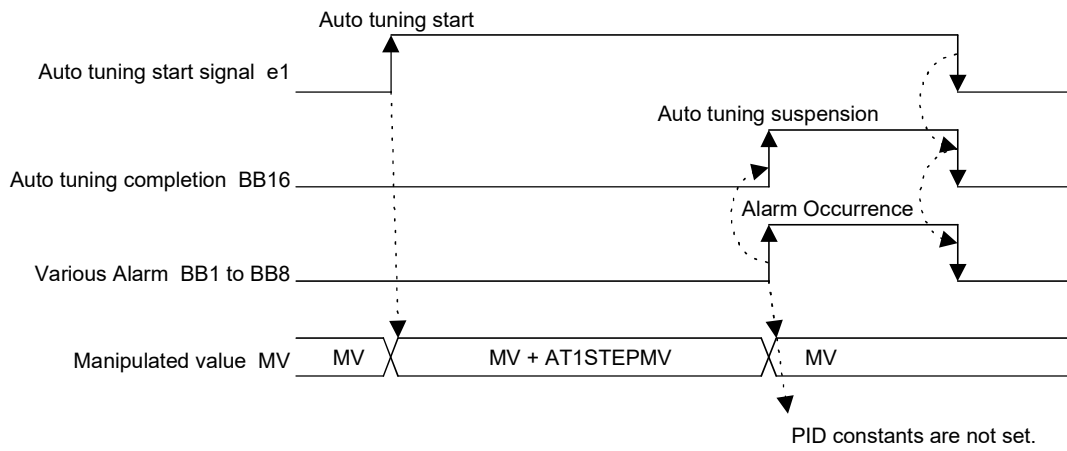 Auto tuning start
Auto tuning start signal e1
Auto tuning suspension
Auto tuning completion BB16
Alarm Occurrence
Various Alarm BB1 to BB8
Manipulated value MV
MV
MV + AT1STEPMV
MV
PID constants are not set.